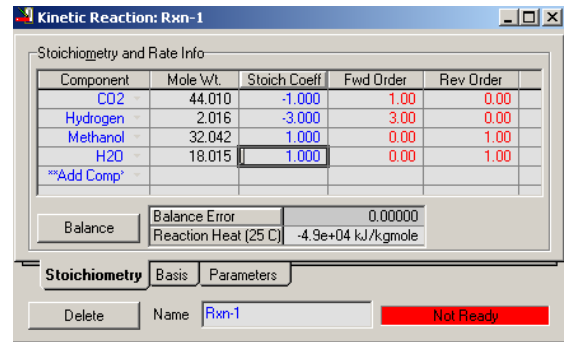 Kinetic Reaction: Rxn-1
Stoichiometry and Rate Info
Component Mole Wt. Stoich Coeff Fwd Order Rev Order
CO2 44.010 -1.000 1.00 0.00
Hydrogen 2.016 -3.000 3.00 0.00
Methanol 32.042 1.000 0.00 1.00
H2O 18.015 1.000 0.00 1.00
**Add Comp*
Balance
Balance Error 0.00000
Reaction Heat (25 C) -4.9e+04 kJ/kgmole
Stoichiometry Basis Parameters
Delete Name Rxn-1 Not Ready